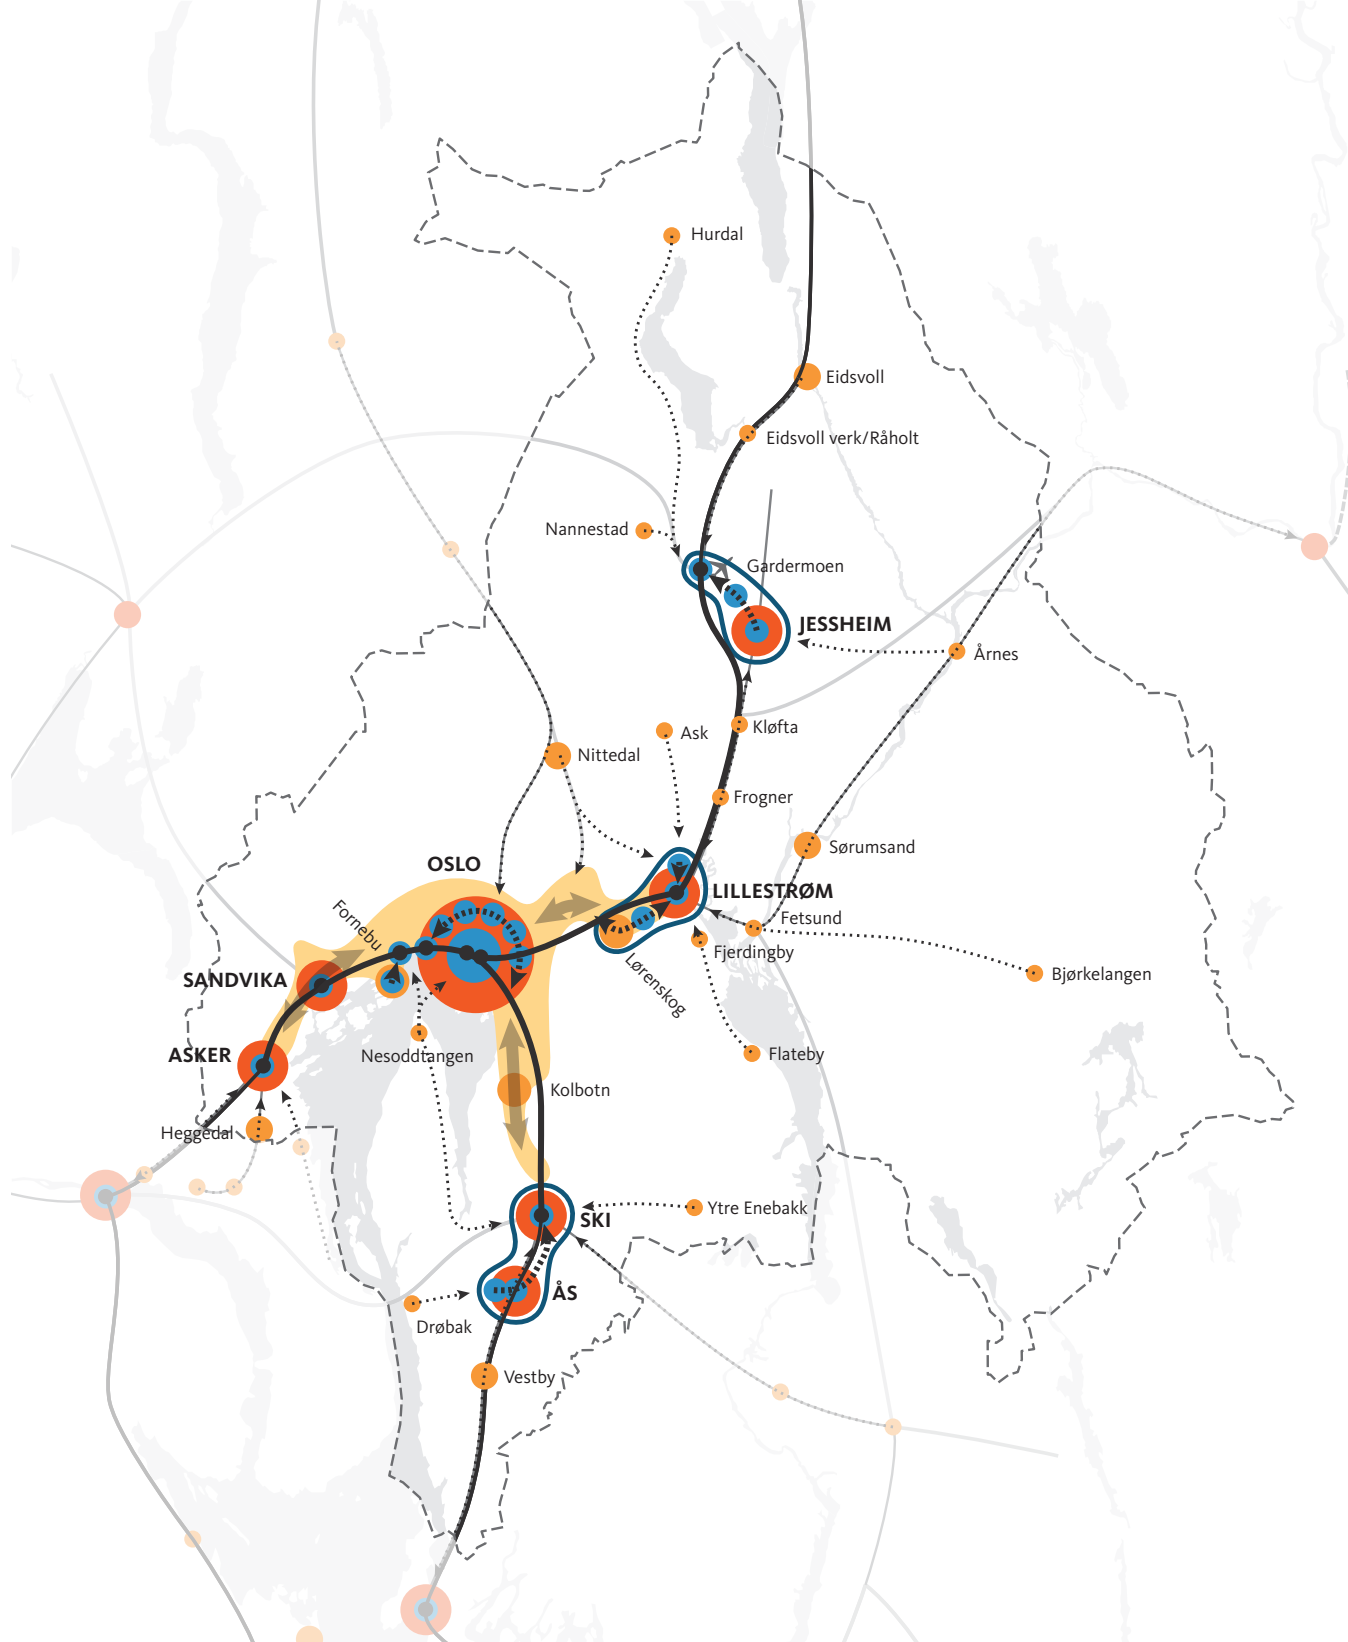 Hurdal
Eidsvoll
Eidsvoll verk/Råholt
Nannestad
Gardermoen
JESSHEIM
Årnes
Ask
Kløfta
Nittedal
Frogner
Sørumsand
OSLO
LILLESTRØM
Fornebu
Fetsund
Fjerdingby
Lørenskog
Bjørkelangen
SANDVIKA
ASKER
Nesoddtangen
Flateby
Kolbotn
Heggedal
Ytre Enebakk
SKI
ÅS
Drøbak
Vestby